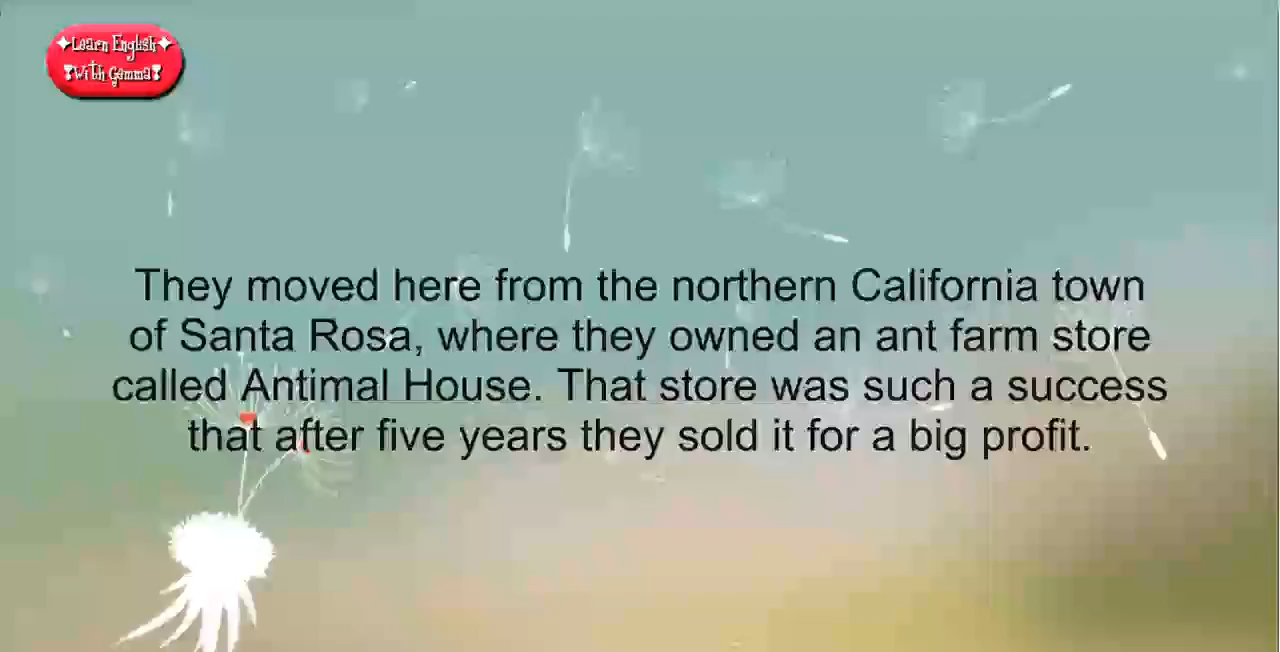 ✦Learn English✦
❣With Gamma❣
They moved here from the northern California town
of Santa Rosa, where they owned an ant farm store
called Antimal House. That store was such a success
that after five years they sold it for a big profit.